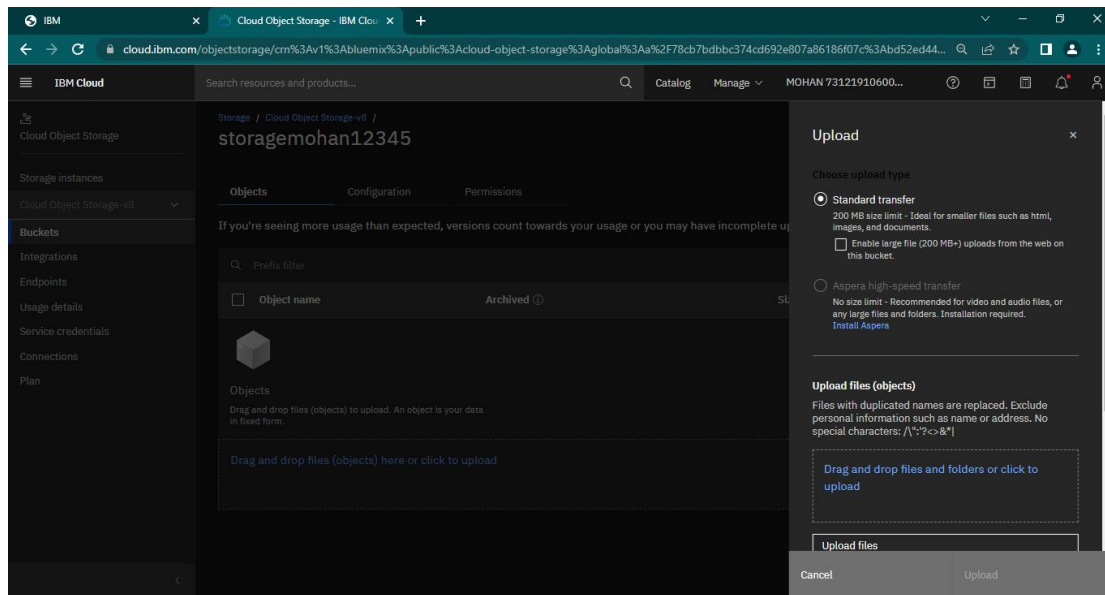 IBM
Cloud Object Storage - IBM Clou
cloud.ibm.com/objectstorage/crn%3Av1%3Abluemix%3Apublic%3Acloud-object-storage%3Aglobal%3Aa%2F78cb7bdbbc374cd692e807a86186f07c%3Abd52ed44...
IBM Cloud
Search resources and products...
Catalog
Manage
MOHAN 73121910600...
Cloud Object Storage
Storage instances
Cloud Object Storage-v8
Buckets
Integrations
Endpoints
Usage details
Service credentials
Connections
Plan
Storage / Cloud Object Storage-v8 /
storagemohan12345
Objects
Configuration
Permissions
If you're seeing more usage than expected, versions count towards your usage or you may have incomplete u
Prefix filter
Object name
Archived
Si
Objects
Drag and drop files (objects) to upload. An object is your data
in fixed form.
Drag and drop files (objects) here or click to upload
Upload
Choose upload type
Standard transfer
200 MB size limit - Ideal for smaller files such as html,
images, and documents.
Enable large file (200 MB+) uploads from the web on
this bucket.
Aspera high-speed transfer
No size limit - Recommended for video and audio files, or
any large files and folders. Installation required.
Install Aspera
Upload files (objects)
Files with duplicated names are replaced. Exclude
personal information such as name or address. No
special characters: /\":'?<>&*|
Drag and drop files and folders or click to
upload
Upload files
Cancel
Upload